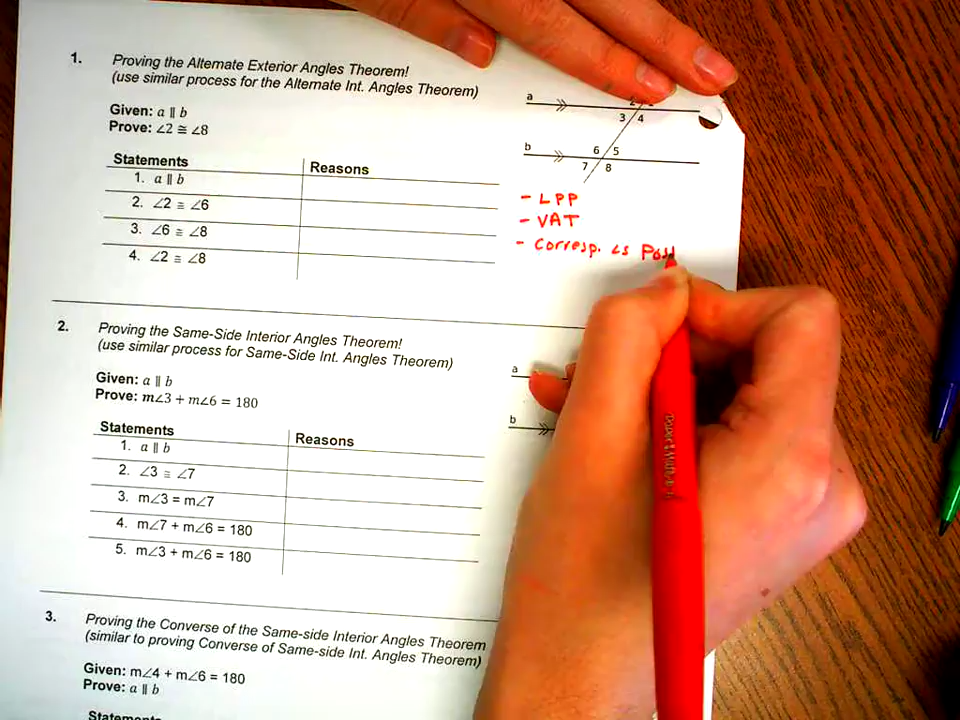 1. Proving the Alternate Exterior Angles Theorem!
(use similar process for the Alternate Int. Angles Theorem)
Given: a ∥ b
Prove: ∠2 ≅ ∠8
Statements Reasons
1. a ∥ b
2. ∠2 ≅ ∠6
3. ∠6 ≅ ∠8
4. ∠2 ≅ ∠8
a
3 4
b
6 5
7 8
- LPP
- VAT
- Corresp. ∠s
2. Proving the Same-Side Interior Angles Theorem!
(use similar process for Same-Side Int. Angles Theorem)
Given: a ∥ b
Prove: m∠3 + m∠6 = 180
Statements Reasons
1. a ∥ b
2. ∠3 ≅ ∠7
3. m∠3 = m∠7
4. m∠7 + m∠6 = 180
5. m∠3 + m∠6 = 180
a
b
3. Proving the Converse of the Same-side Interior Angles Theorem
(similar to proving Converse of Same-side Int. Angles Theorem)
Given: m∠4 + m∠6 = 180
Prove: a ∥ b
Statements